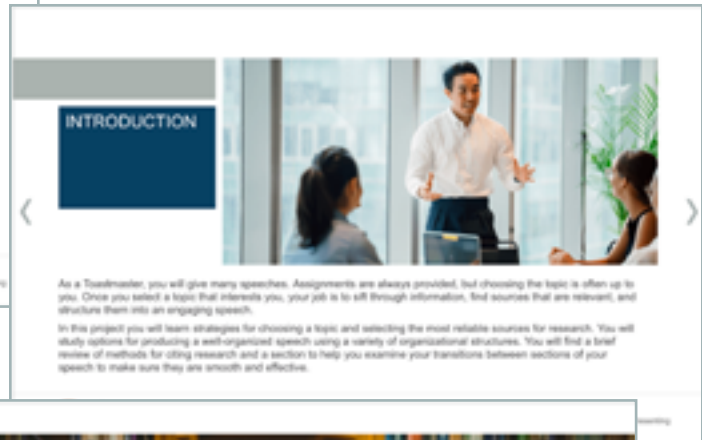 INTRODUCTION
As a Toastmaster, you will give many speeches. Assignments are always provided, but choosing the topic is often up to
you. Once you select a topic that interests you, your job is to sift through information, find sources that are relevant, and
structure them into an engaging speech.
In this project you will learn strategies for choosing a topic and selecting the most reliable sources for research. You will
study options for producing a well-organized speech using a variety of organizational structures. You will find a brief
review of methods for citing research and a section to help you examine your transitions between sections of your
speech to make sure they are smooth and effective.